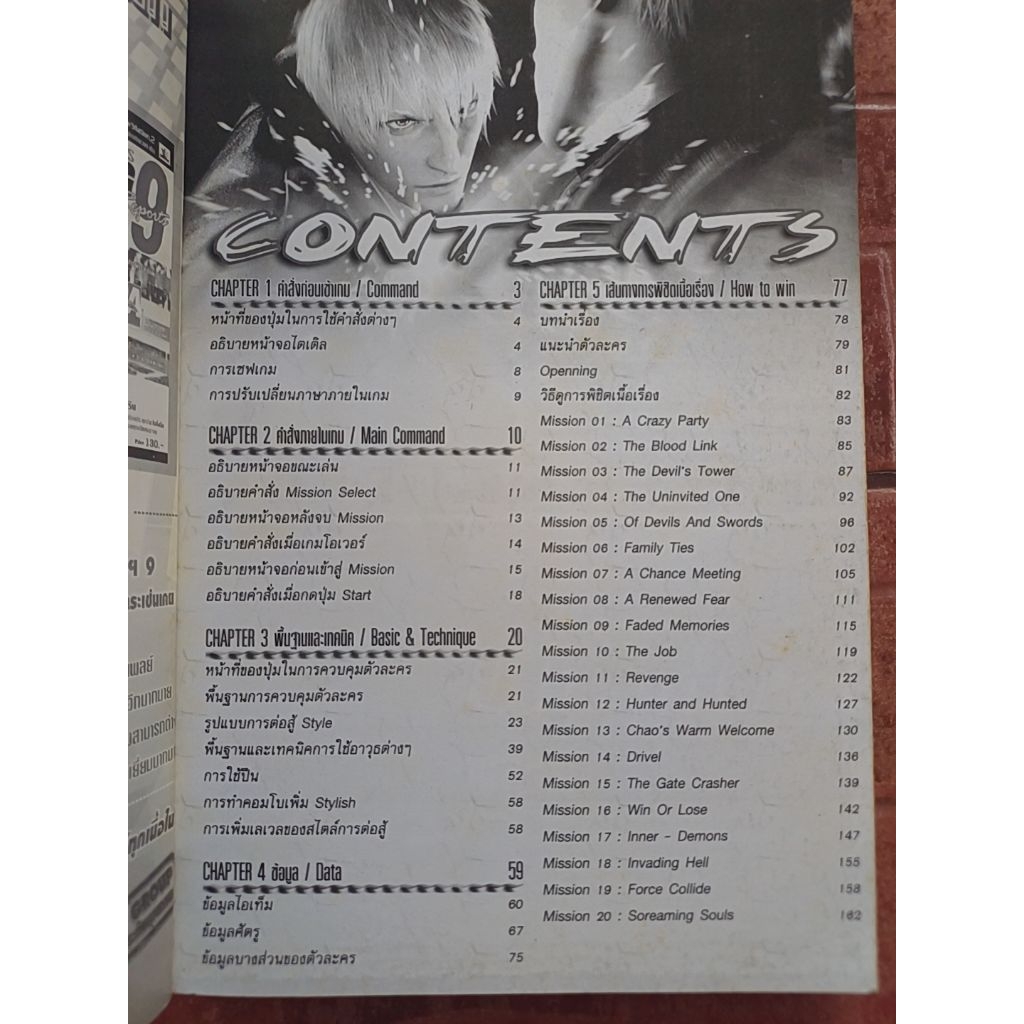 CONTENTS
CHAPTER 1 คำสั่งก่อนเข้าเกม / Command 3
หน้าที่ของปุ่มในการใช้คำสั่งต่างๆ 4
อธิบายหน้าจอไตเติล 4
การเซฟเกม 8
การปรับเปลี่ยนภาษาภายในเกม 9
CHAPTER 2 คำสั่งภายในเกม / Main Command 10
อธิบายหน้าจอขณะเล่น 11
อธิบายคำสั่ง Mission Select 11
อธิบายหน้าจอหลังจบ Mission 13
อธิบายคำสั่งเมื่อเกมโอเวอร์ 14
อธิบายหน้าจอก่อนเข้าสู่ Mission 15
อธิบายคำสั่งเมื่อกดปุ่ม Start 18
CHAPTER 3 พื้นฐานและเทคนิค / Basic & Technique 20
หน้าที่ของปุ่มในการควบคุมตัวละคร 21
พื้นฐานการควบคุมตัวละคร 21
รูปแบบการต่อสู้ Style 23
พื้นฐานและเทคนิคการใช้อาวุธต่างๆ 39
การใช้ปืน 52
การทำคอมโบเพิ่ม Stylish 58
การเพิ่มเลเวลของสไตล์การต่อสู้ 58
CHAPTER 4 ข้อมูล / Data 59
ข้อมูลไอเท็ม 60
ข้อมูลศัตรู 67
ข้อมูลบางส่วนของตัวละคร 75
CHAPTER 5 เส้นทางการพิชิตเนื้อเรื่อง / How to win 77
บทนำเรื่อง 78
แนะนำตัวละคร 79
Openning 81
วิธีดูการพิชิตเนื้อเรื่อง 82
Mission 01 : A Crazy Party 83
Mission 02 : The Blood Link 85
Mission 03 : The Devil's Tower 87
Mission 04 : The Uninvited One 92
Mission 05 : Of Devils And Swords 96
Mission 06 : Family Ties 102
Mission 07 : A Chance Meeting 105
Mission 08 : A Renewed Fear 111
Mission 09 : Faded Memories 115
Mission 10 : The Job 119
Mission 11 : Revenge 122
Mission 12 : Hunter and Hunted 127
Mission 13 : Chao's Warm Welcome 130
Mission 14 : Drivel 136
Mission 15 : The Gate Crasher 139
Mission 16 : Win Or Lose 142
Mission 17 : Inner - Demons 147
Mission 18 : Invading Hell 155
Mission 19 : Force Collide 158
Mission 20 : Soreaming Souls 162
130.-
GROUP